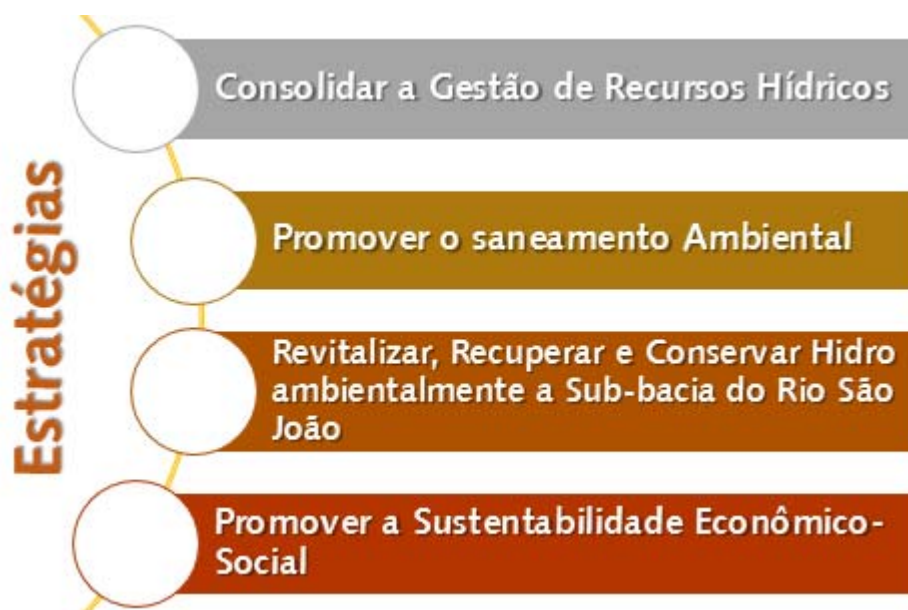 Estratégias
Consolidar a Gestão de Recursos Hídricos
Promover o saneamento Ambiental
Revitalizar, Recuperar e Conservar Hidro
ambientalmente a Sub-bacia do Rio São
João
Promover a Sustentabilidade Econômico-
Social